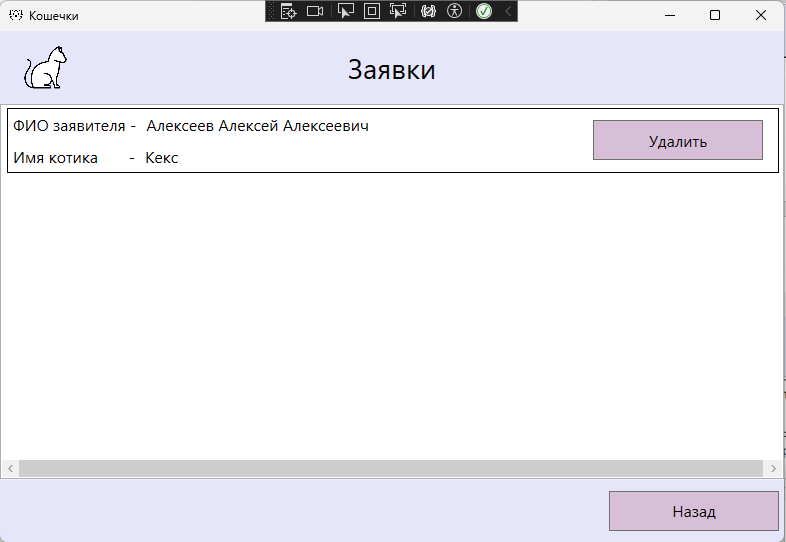 Кошечки
Заявки
ФИО заявителя - Алексеев Алексей Алексеевич
Удалить
Имя котика - Кекс
Назад